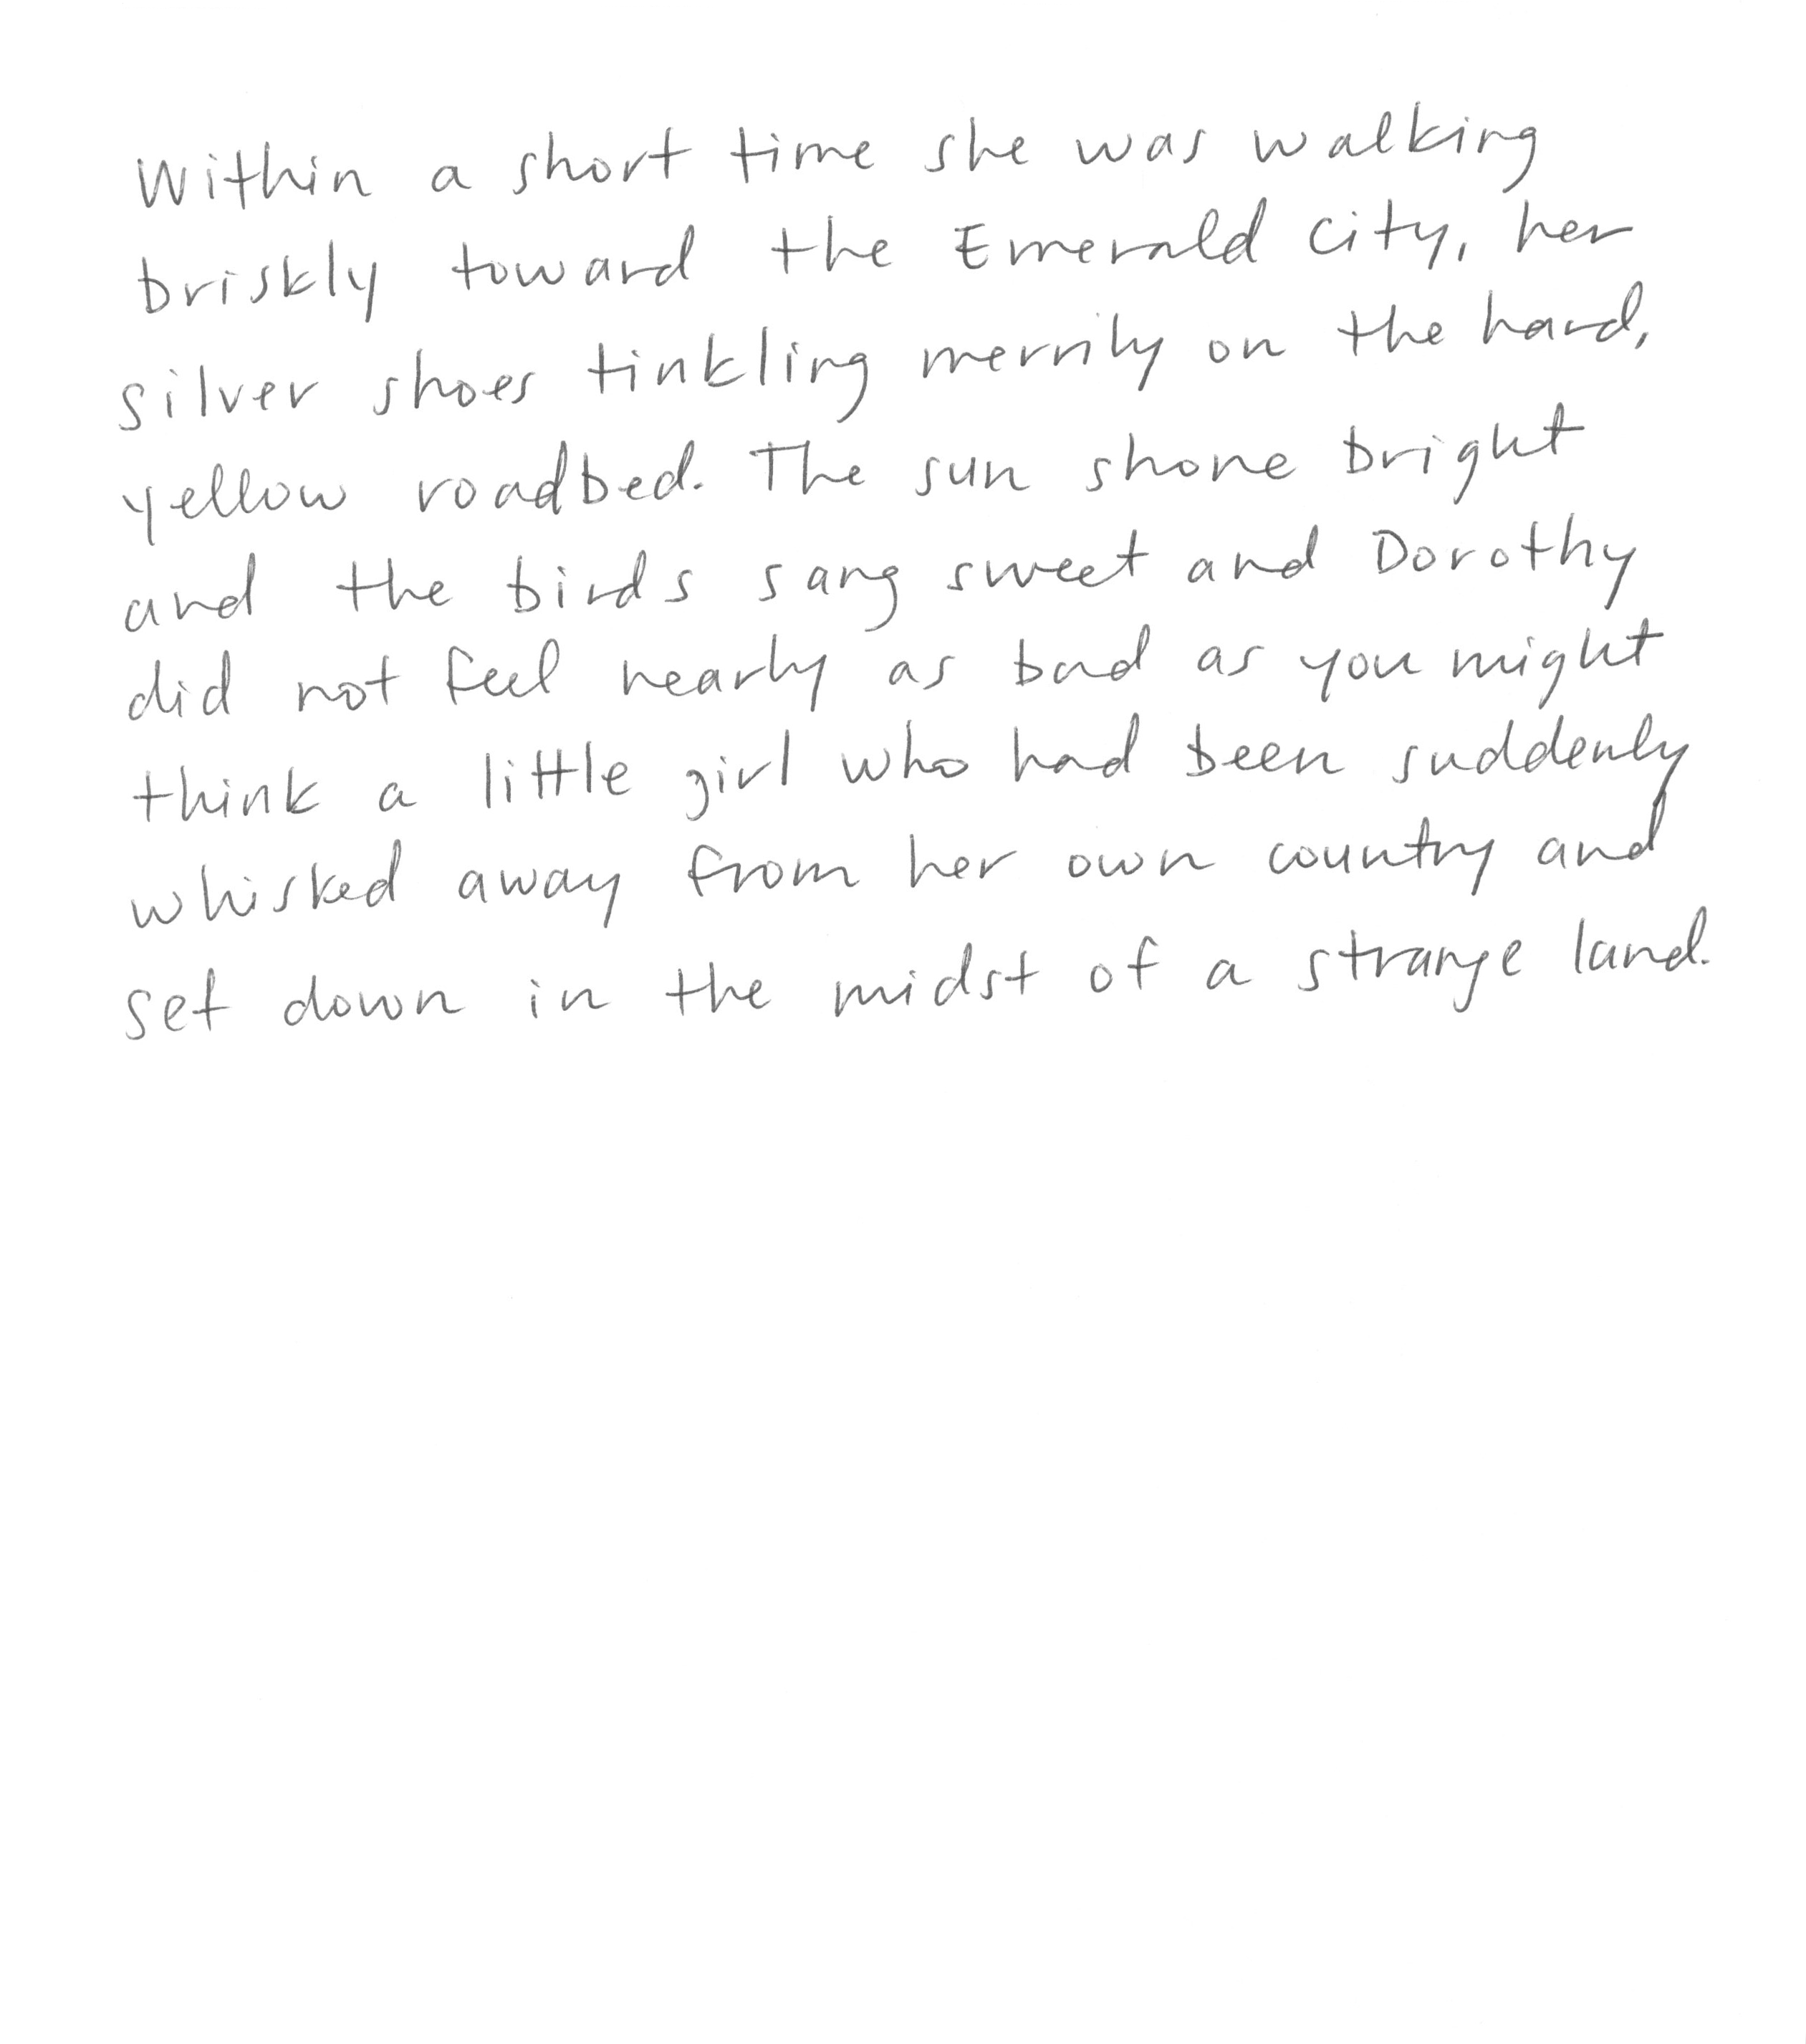 Within a short time she was walking
briskly toward the Emerald City, her
silver shoes tinkling merrily on the hard,
yellow roadbed. The sun shone bright
and the birds sang sweet and Dorothy
did not feel nearly as bad as you might
think a little girl who had been suddenly
whisked away from her own country and
set down in the midst of a strange land.